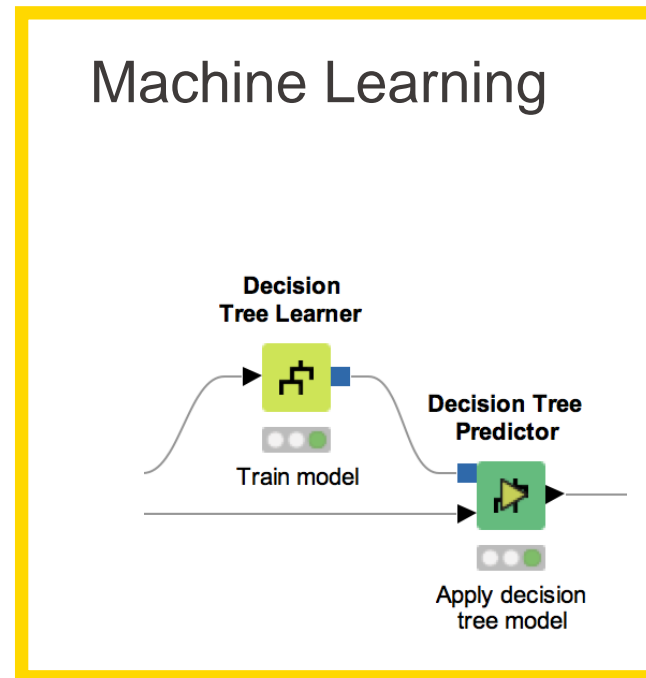 Machine Learning
Decision
Tree Learner
Train model
Decision Tree
Predictor
Apply decision
tree model